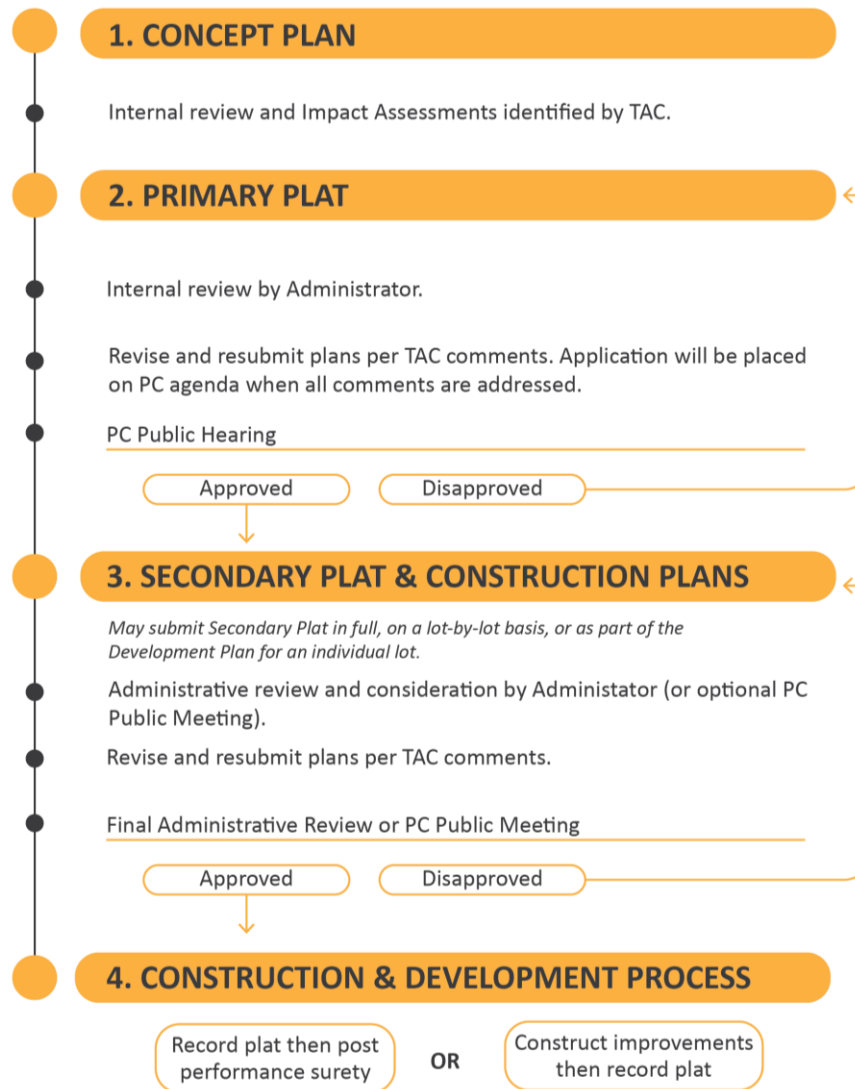 1. CONCEPT PLAN
Internal review and Impact Assessments identified by TAC.
2. PRIMARY PLAT
Internal review by Administrator.
Revise and resubmit plans per TAC comments. Application will be placed
on PC agenda when all comments are addressed.
PC Public Hearing
Approved
Disapproved
3. SECONDARY PLAT & CONSTRUCTION PLANS
May submit Secondary Plat in full, on a lot-by-lot basis, or as part of the
Development Plan for an individual lot.
Administrative review and consideration by Administator (or optional PC
Public Meeting).
Revise and resubmit plans per TAC comments.
Final Administrative Review or PC Public Meeting
Approved
Disapproved
4. CONSTRUCTION & DEVELOPMENT PROCESS
Record plat then post
performance surety
OR
Construct improvements
then record plat